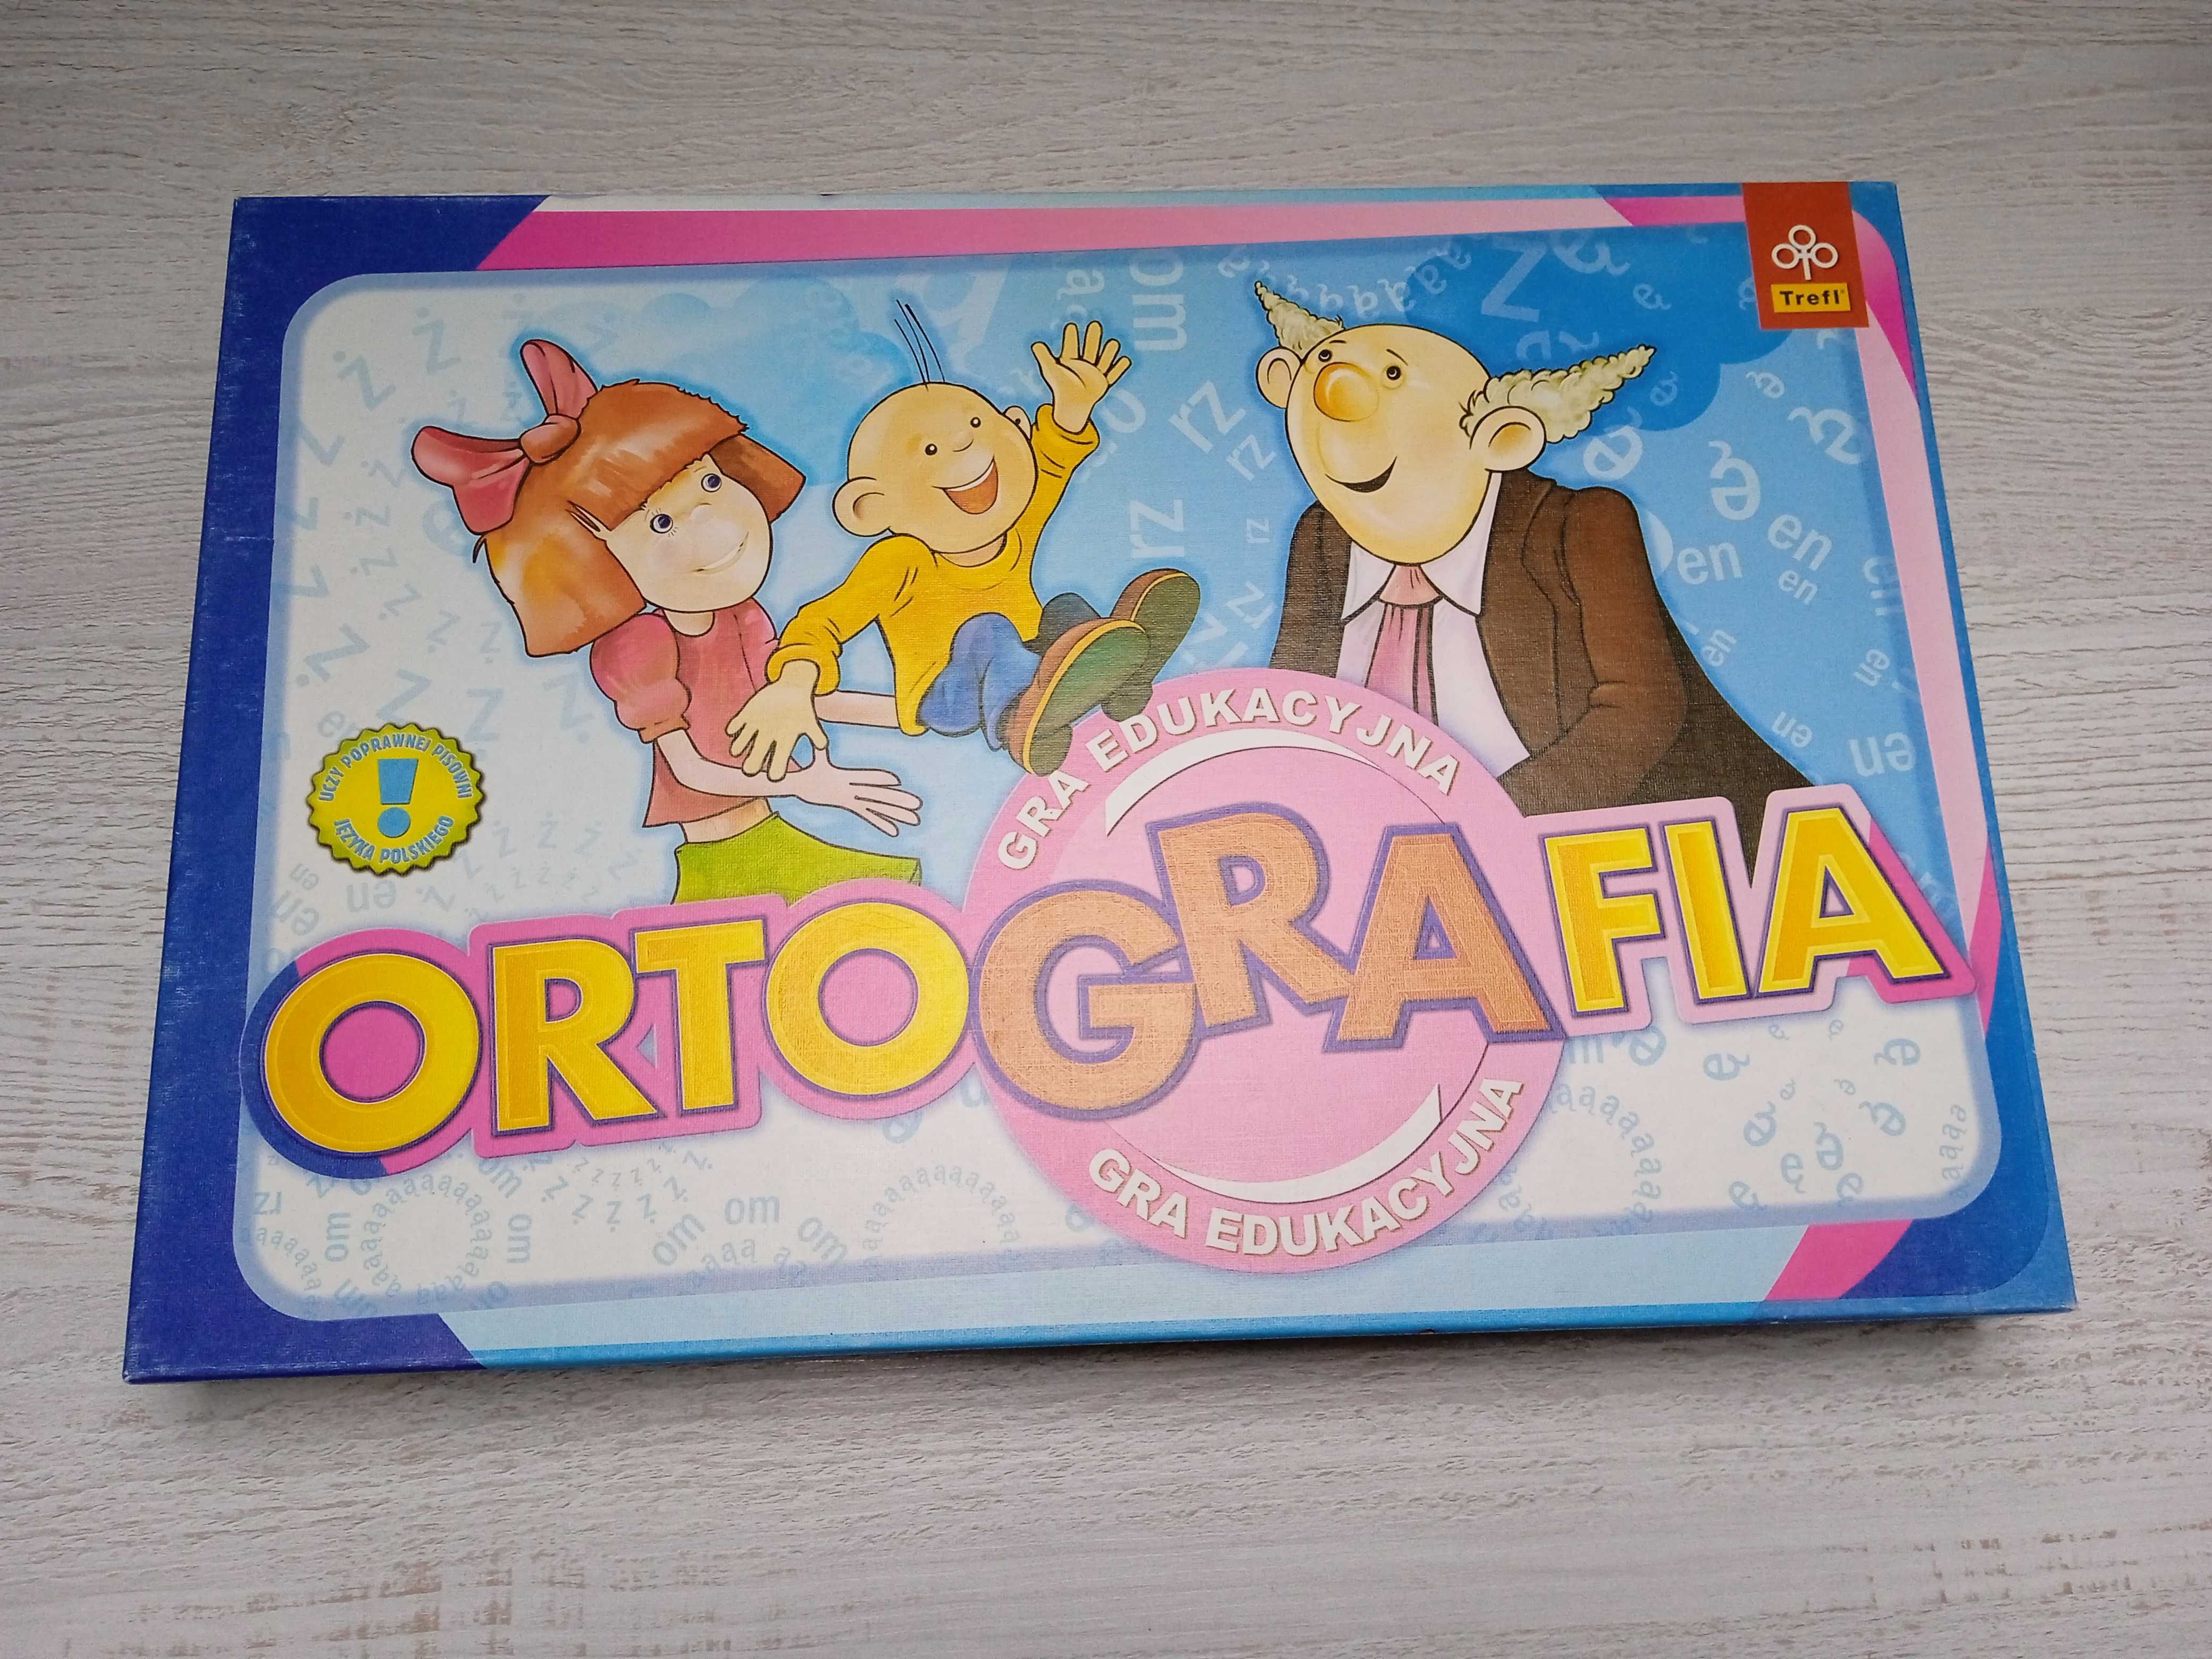 Trefl
UCZY POPRAWNEJ PISOWNI
!
JĘZYKA POLSKIEGO
GRA EDUKACYJNA
ORTOGRAFIA
GRA EDUKACYJNA